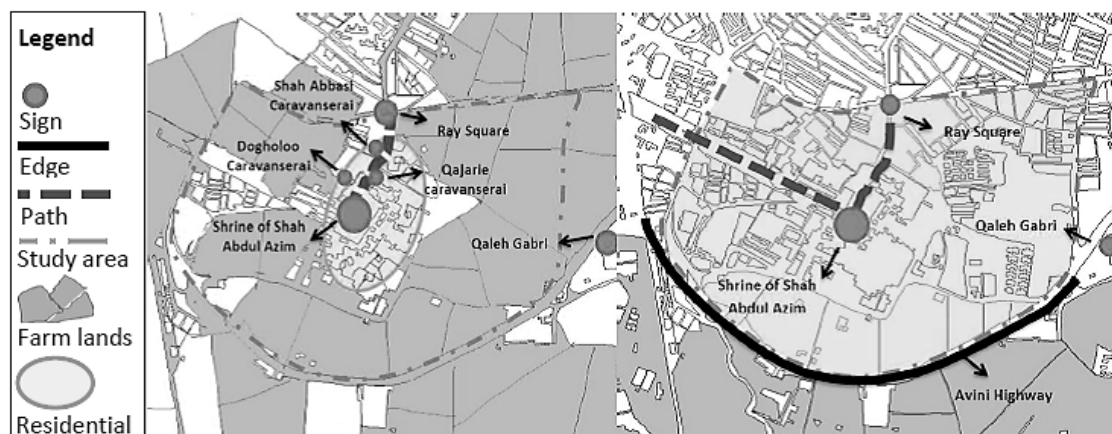 Legend
Sign
Edge
Path
Study area
Farm lands
Residential
Shah Abbasi
Caravanserai
Ray Square
Dogholoo
Caravanserai
Qajarie
caravanserai
Shrine of Shah
Abdul Azim
Qaleh Gabri
Ray Square
Qaleh Gabri
Shrine of Shah
Abdul Azim
Avini Highway